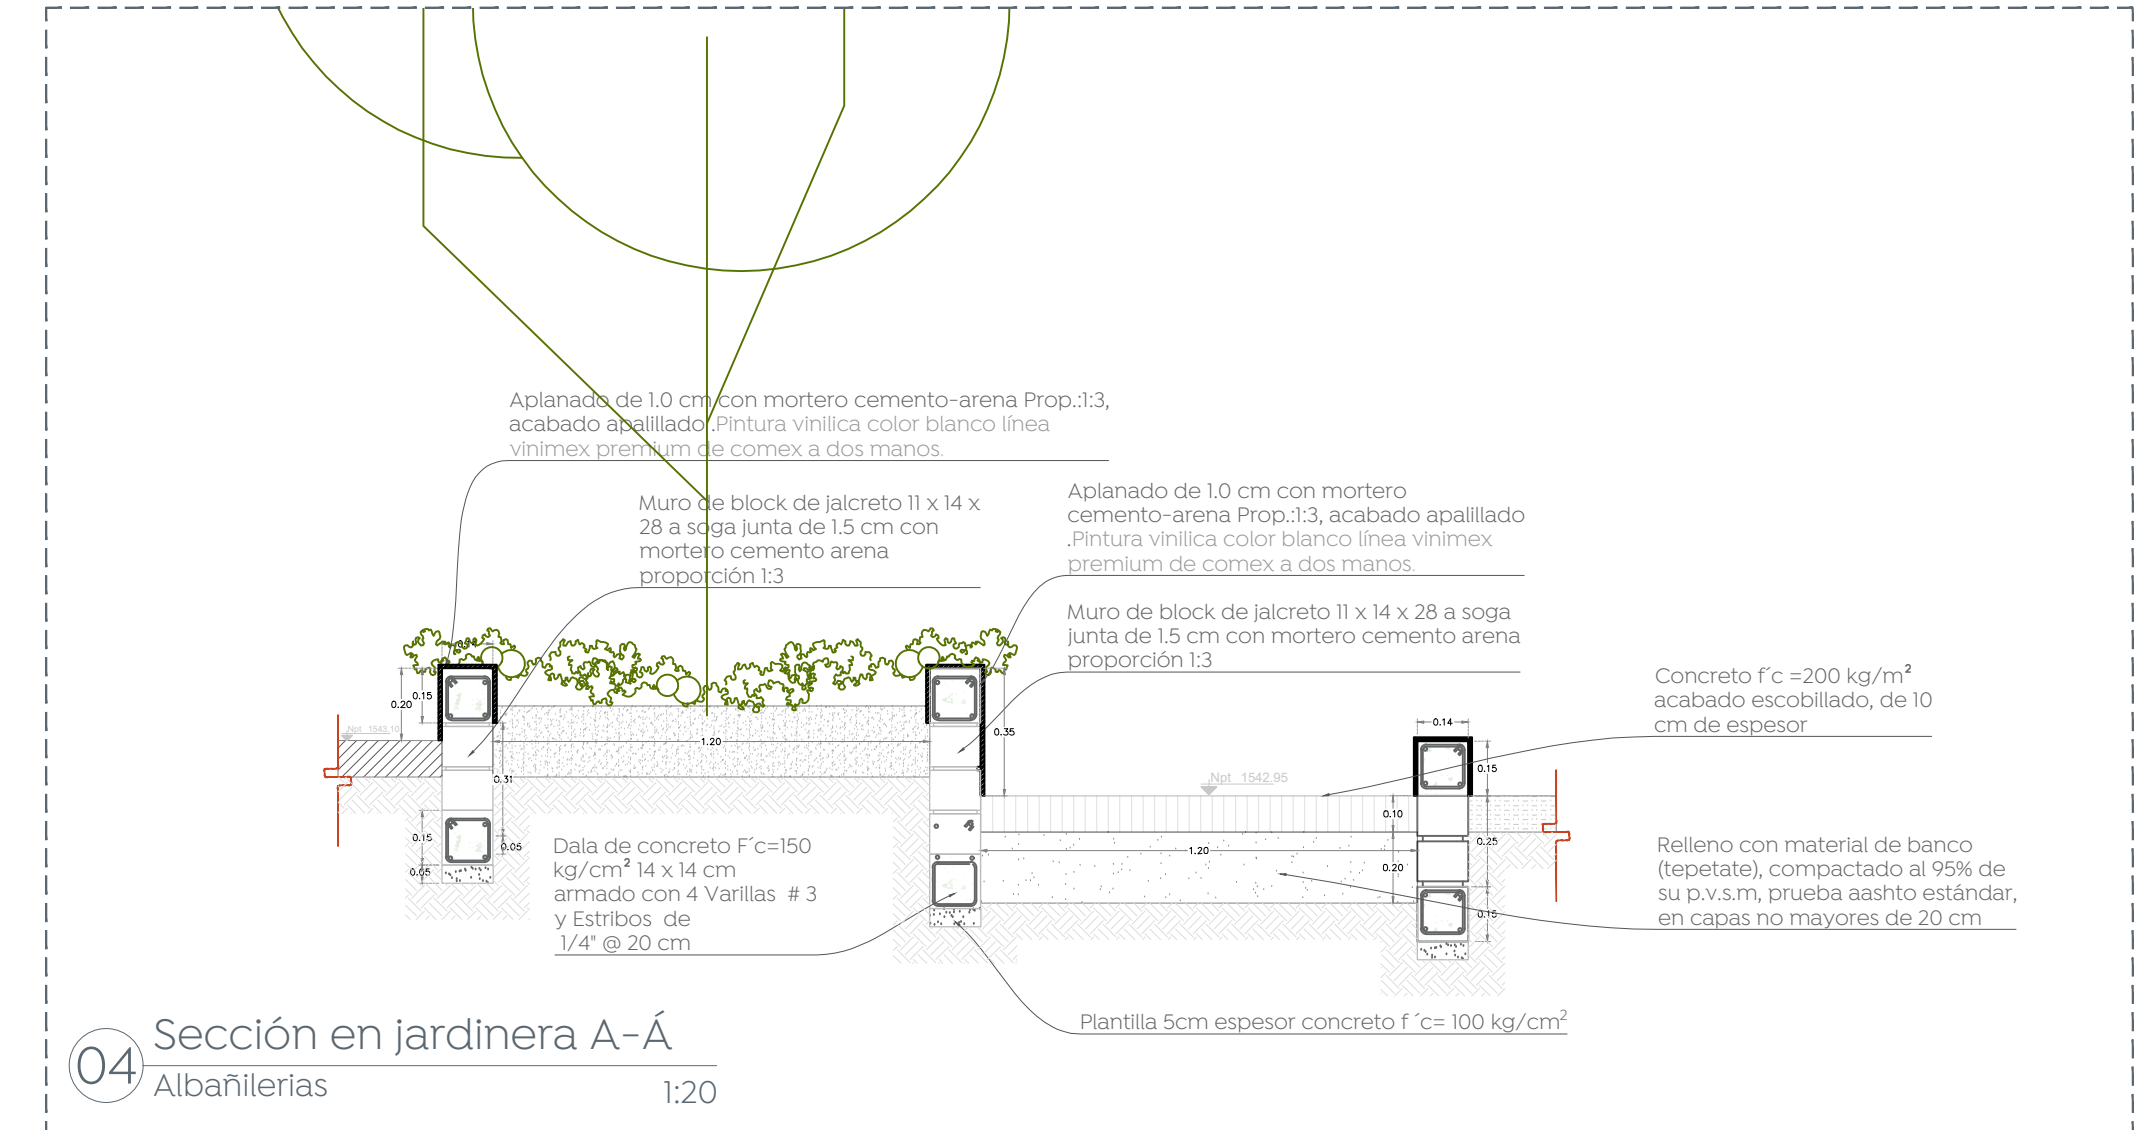 Aplanado de 1.0 cm con mortero cemento-arena Prop.:1:3,
acabado apalillado .Pintura vinilica color blanco línea
vinimex premium de comex a dos manos.
Muro de block de jalcreto 11 x 14 x
28 a soga junta de 1.5 cm con
mortero cemento arena
proporción 1:3
Aplanado de 1.0 cm con mortero
cemento-arena Prop.:1:3, acabado apalillado
.Pintura vinilica color blanco línea vinimex
premium de comex a dos manos.
Muro de block de jalcreto 11 x 14 x 28 a soga
junta de 1.5 cm con mortero cemento arena
proporción 1:3
Concreto f´c =200 kg/m²
acabado escobillado, de 10
cm de espesor
0.15
0.20
Npt 1543.10
1.20
0.31
0.15
0.05
0.05
0.35
Npt 1542.95
0.14
0.15
0.10
0.25
1.20
0.20
0.15
Dala de concreto F´c=150
kg/cm² 14 x 14 cm
armado con 4 Varillas # 3
y Estribos de
1/4" @ 20 cm
Relleno con material de banco
(tepetate), compactado al 95% de
su p.v.s.m, prueba aashto estándar,
en capas no mayores de 20 cm
Plantilla 5cm espesor concreto f ´c= 100 kg/cm²
04
Sección en jardinera A-Á
Albañilerias
1:20